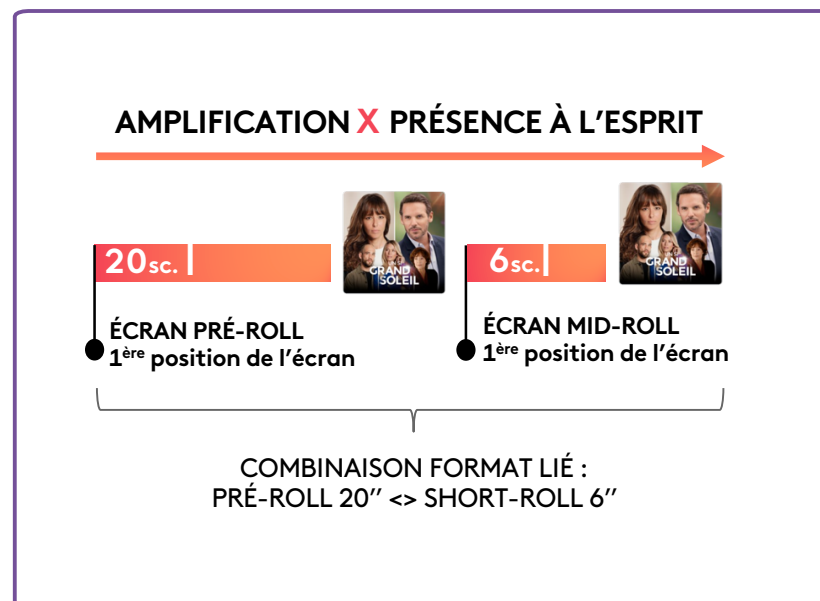 AMPLIFICATION X PRÉSENCE À L’ESPRIT
20sc.
GRAND
SOLEIL
6sc.
GRAND
SOLEIL
ÉCRAN PRÉ-ROLL
1ère position de l’écran
ÉCRAN MID-ROLL
1ère position de l’écran
COMBINAISON FORMAT LIÉ :
PRÉ-ROLL 20’’ <> SHORT-ROLL 6’’